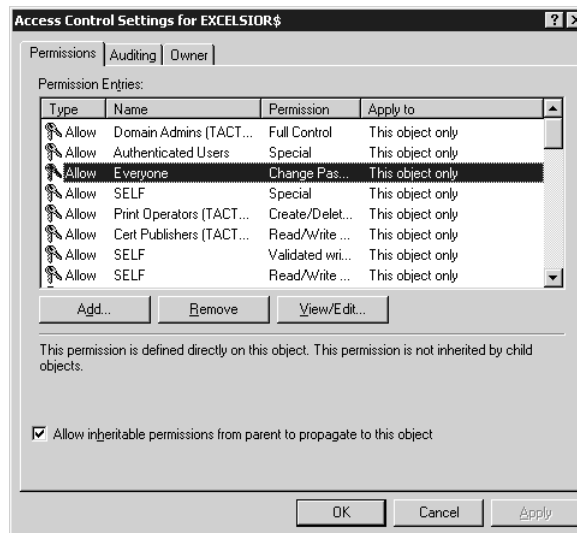 Access Control Settings for EXCELSIOR$
Permissions Auditing Owner
Permission Entries:
Type Name Permission Apply to
Allow Domain Admins (TACT... Full Control This object only
Allow Authenticated Users Special This object only
Allow Everyone Change Pas... This object only
Allow SELF Special This object only
Allow Print Operators (TACT... Create/Delet... This object only
Allow Cert Publishers (TACT... Read/Write ... This object only
Allow SELF Validated wri... This object only
Allow SELF Read/Write ... This object only
Add... Remove View/Edit...
This permission is defined directly on this object. This permission is not inherited by child
objects.
Allow inheritable permissions from parent to propagate to this object
OK Cancel Apply